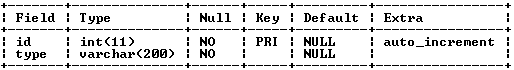 +-------+--------------+------+-----+---------+----------------+
| Field | Type         | Null | Key | Default | Extra          |
+-------+--------------+------+-----+---------+----------------+
| id    | int(11)      | NO   | PRI | NULL    | auto_increment |
| type  | varchar(200) | NO   |     | NULL    |                |
+-------+--------------+------+-----+---------+----------------+